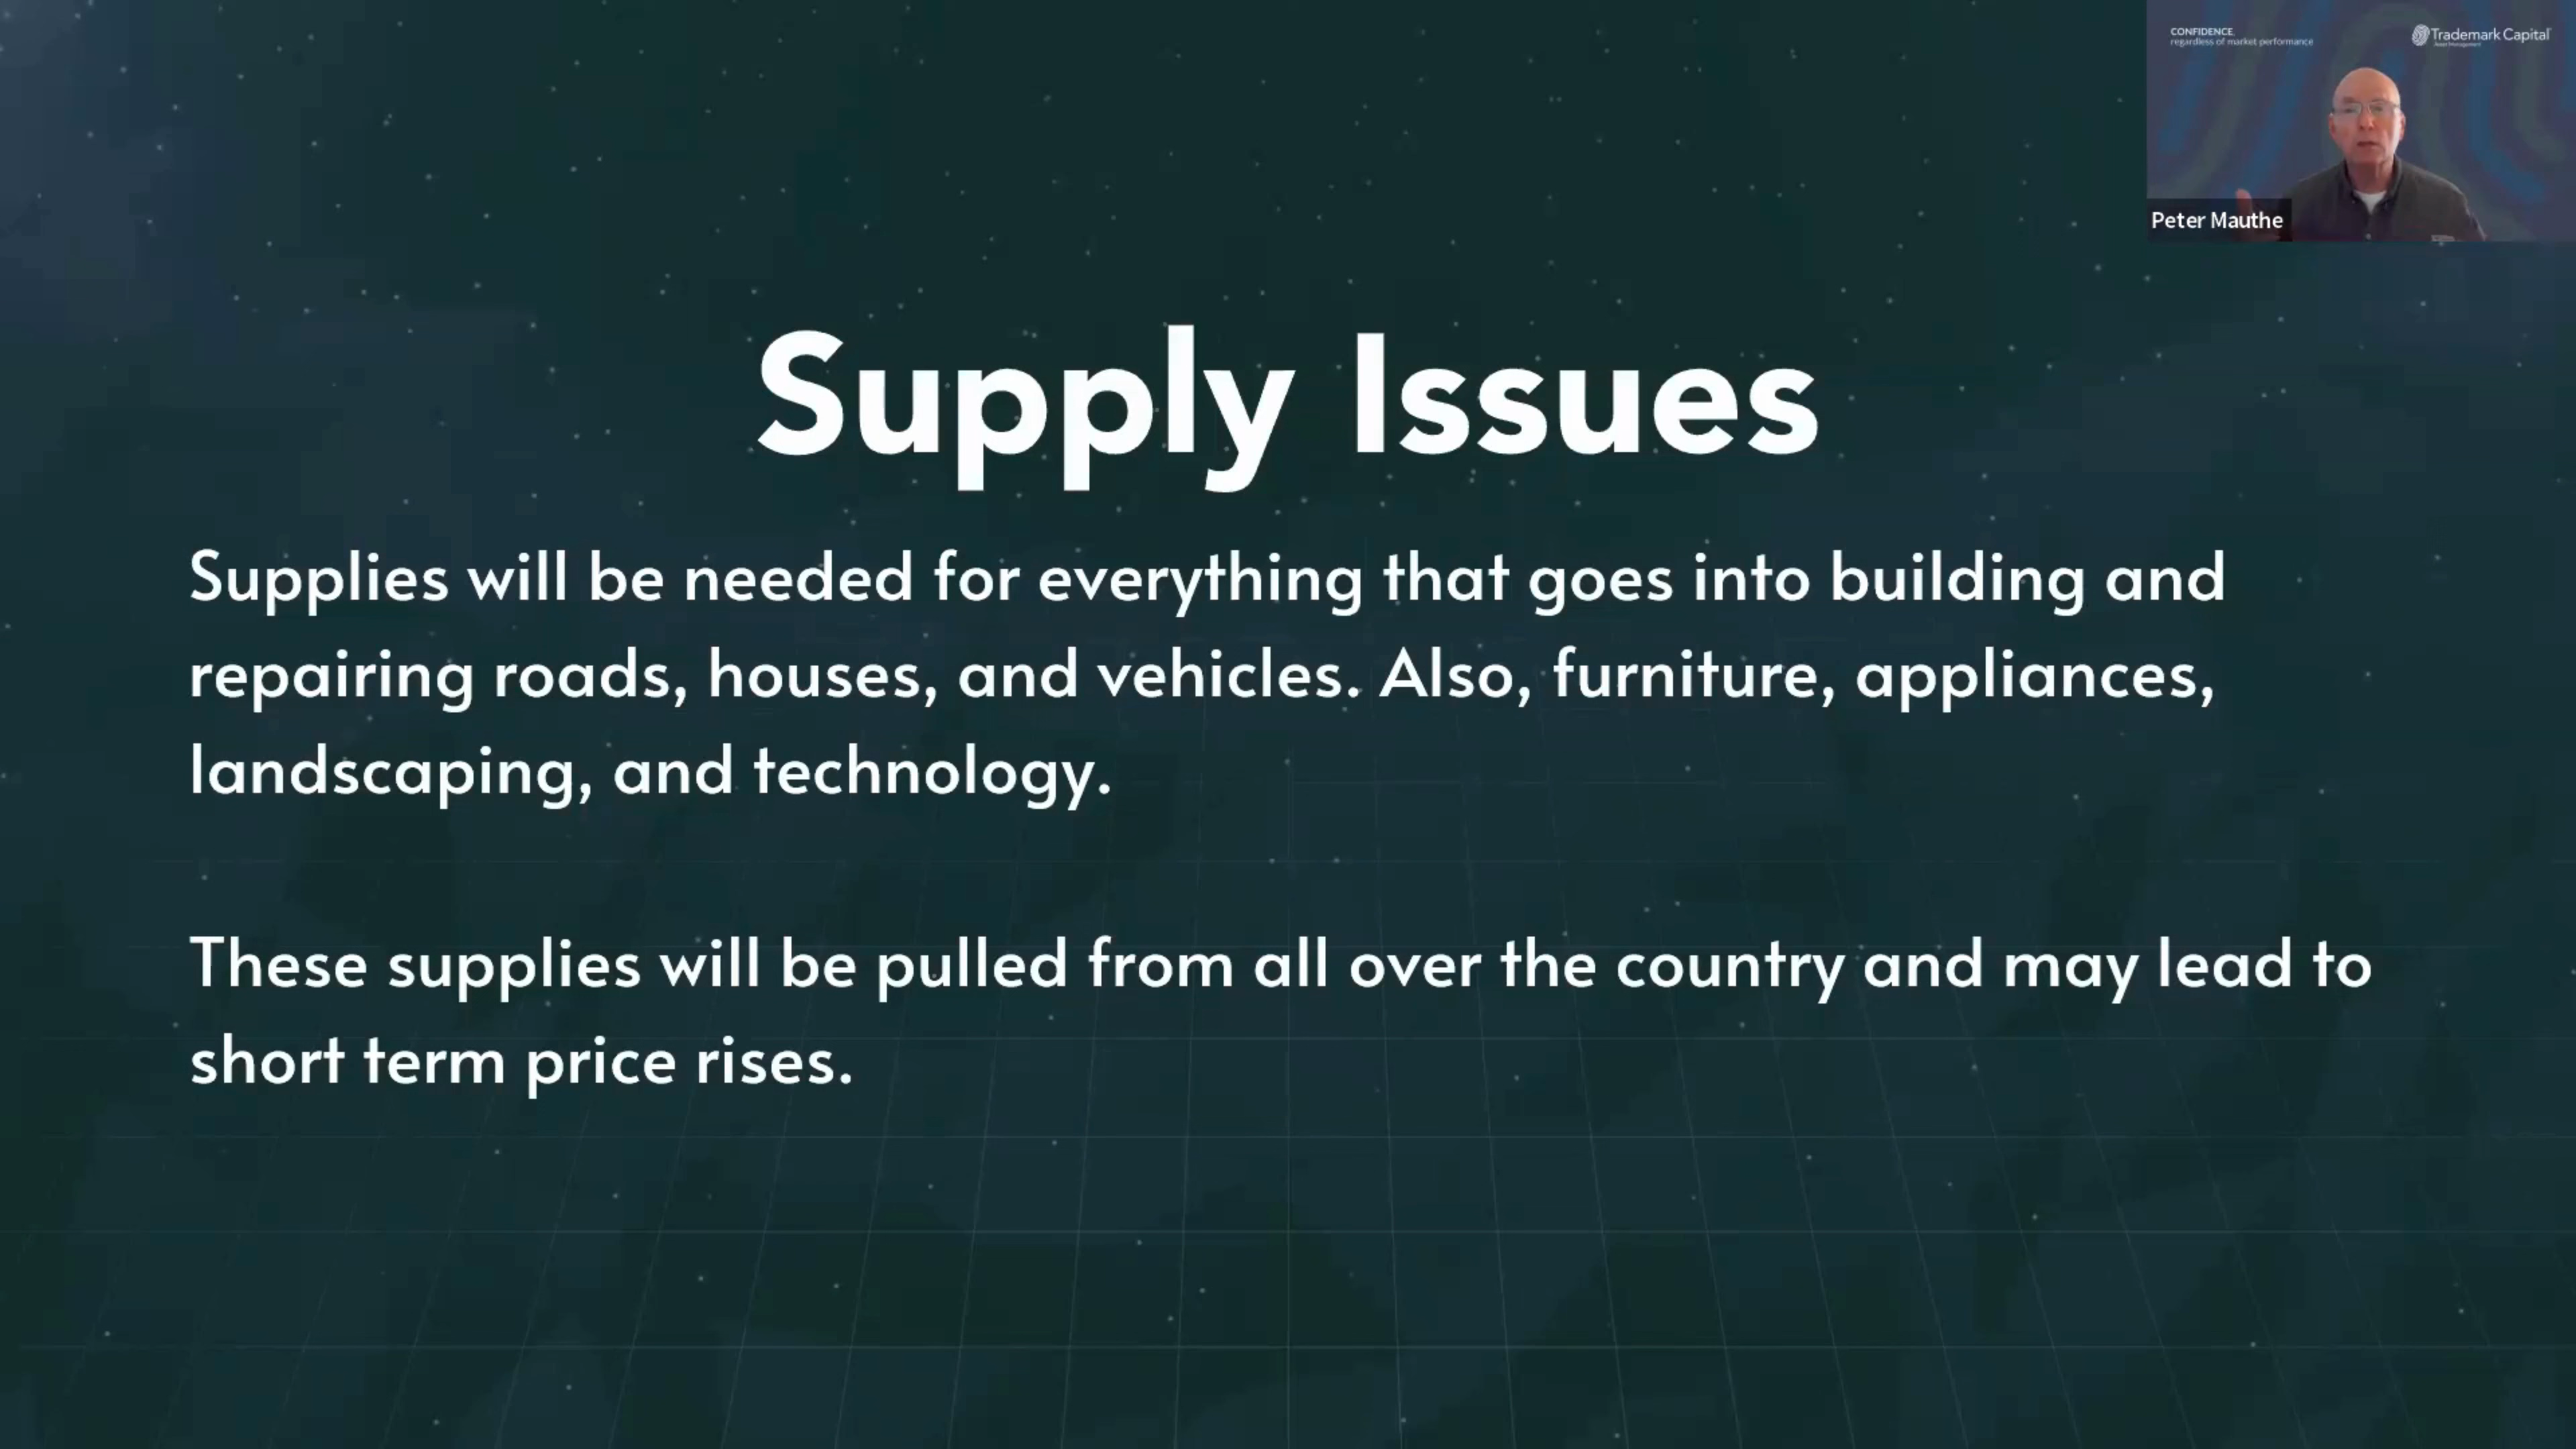 CONFIDENCE
regardless of market performance
Trademark Capital
Peter Mauthe
Supply Issues
Supplies will be needed for everything that goes into building and
repairing roads, houses, and vehicles. Also, furniture, appliances,
landscaping, and technology.
These supplies will be pulled from all over the country and may lead to
short term price rises.